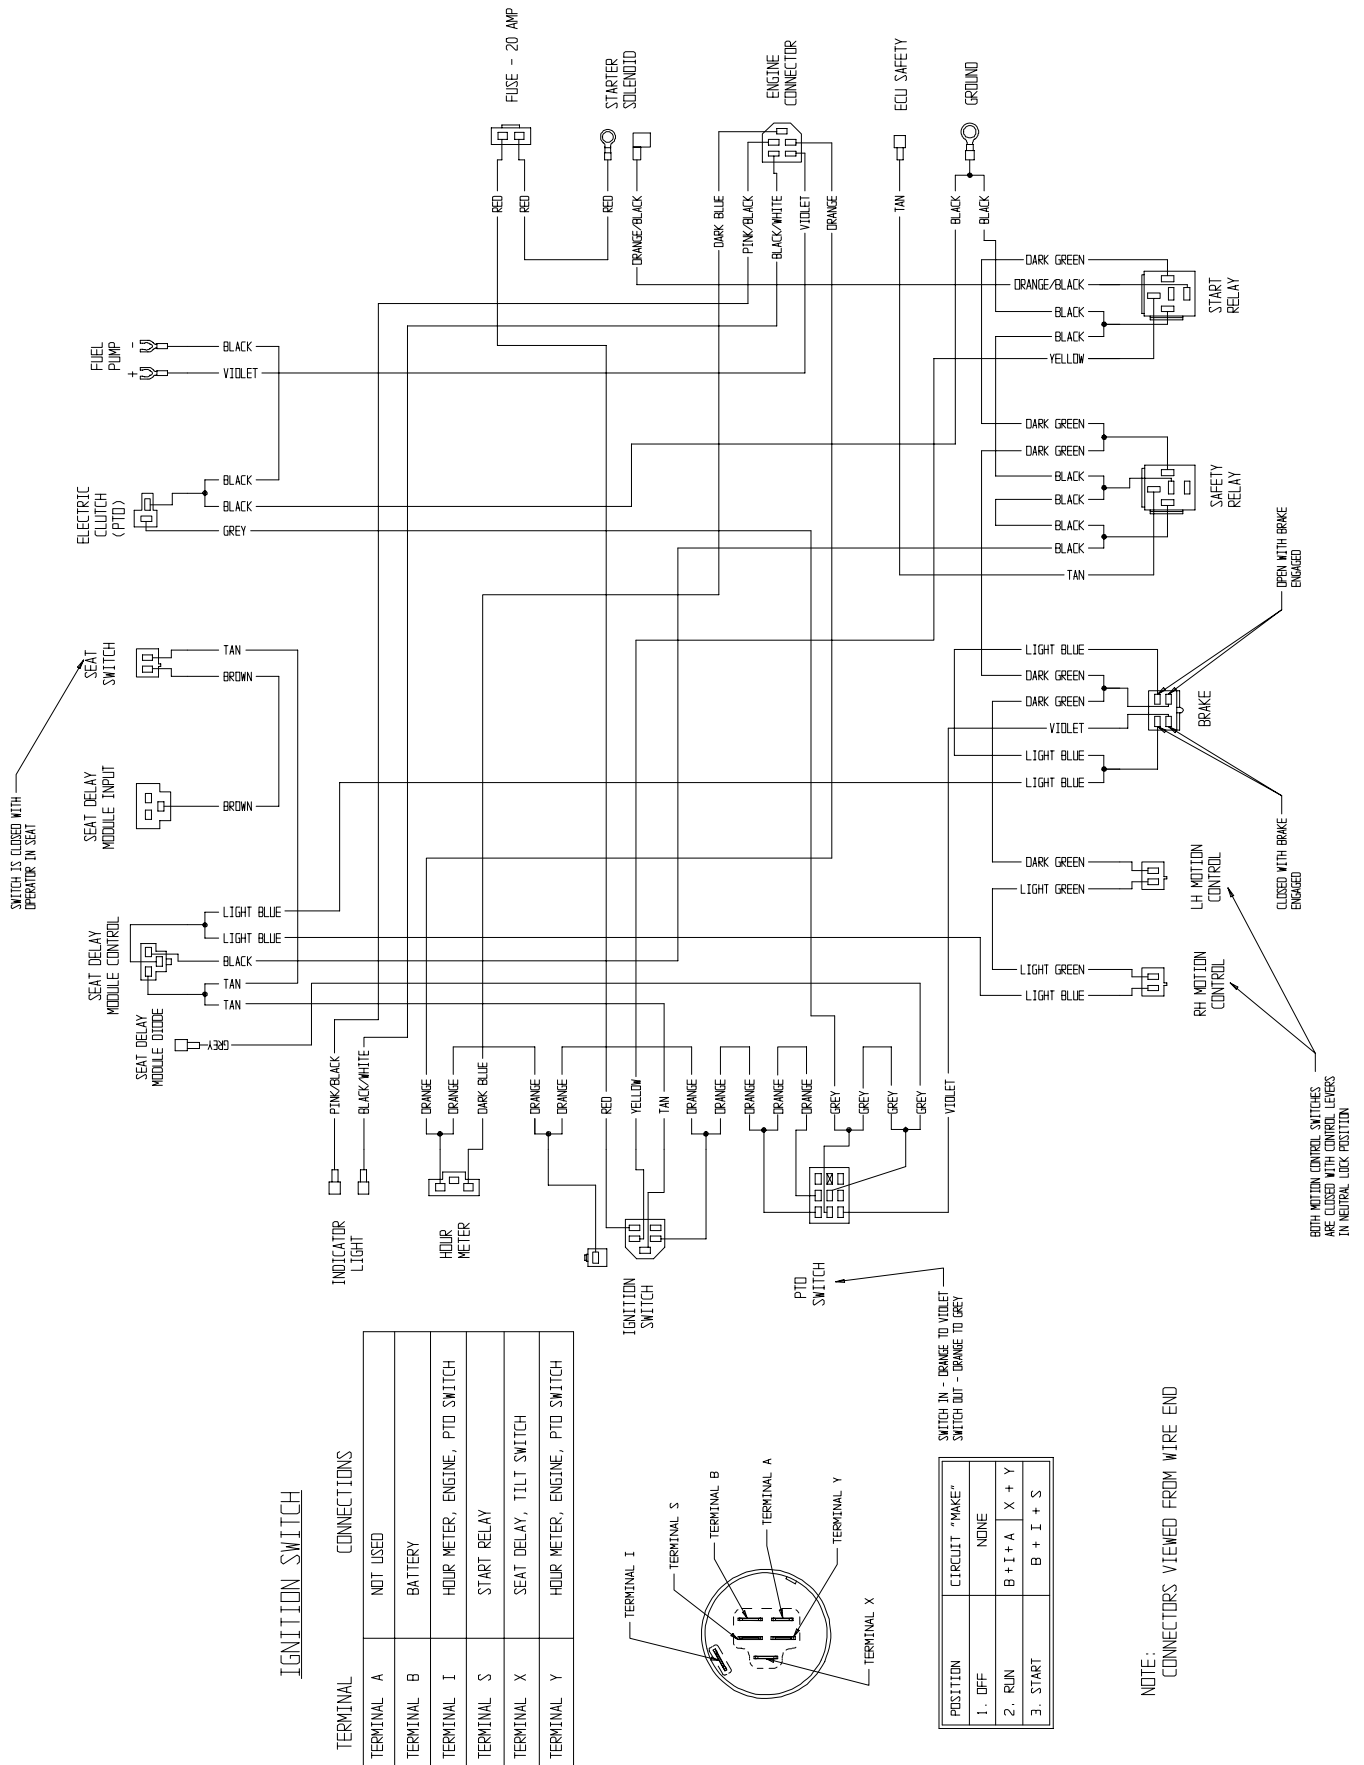 FUSE - 20 AMP
STARTER
SOLENOID
ENGINE
CONNECTOR
ECU SAFETY
GROUND
RED
RED
RED
ORANGE/BLACK
DARK BLUE
PINK/BLACK
BLACK/WHITE
VIOLET
ORANGE
TAN
BLACK
BLACK
FUEL
PUMP
-
+
BLACK
VIOLET
ELECTRIC
CLUTCH
(PTO)
BLACK
BLACK
GREY
SEAT
SWITCH
TAN
BROWN
SWITCH IS CLOSED WITH
OPERATOR IN SEAT
SEAT DELAY
MODULE INPUT
BROWN
SEAT DELAY
MODULE CONTROL
LIGHT BLUE
LIGHT BLUE
BLACK
TAN
TAN
SEAT DELAY
MODULE DIODE
GREY
DARK GREEN
ORANGE/BLACK
BLACK
BLACK
YELLOW
START
RELAY
DARK GREEN
DARK GREEN
BLACK
BLACK
BLACK
BLACK
TAN
SAFETY
RELAY
OPEN WITH BRAKE
ENGAGED
LIGHT BLUE
DARK GREEN
DARK GREEN
VIOLET
LIGHT BLUE
LIGHT BLUE
BRAKE
CLOSED WITH BRAKE
ENGAGED
DARK GREEN
LIGHT GREEN
LH MOTION
CONTROL
LIGHT GREEN
LIGHT BLUE
RH MOTION
CONTROL
BOTH MOTION CONTROL SWITCHES
ARE CLOSED WITH CONTROL LEVERS
IN NEUTRAL LOCK POSITION
PINK/BLACK
BLACK/WHITE
ORANGE
ORANGE
DARK BLUE
ORANGE
ORANGE
RED
YELLOW
TAN
ORANGE
ORANGE
ORANGE
ORANGE
GREY
GREY
GREY
GREY
VIOLET
INDICATOR
LIGHT
HOUR
METER
IGNITION
SWITCH
PTO
SWITCH
SWITCH IN - ORANGE TO VIOLET
SWITCH OUT - ORANGE TO GREY
IGNITION SWITCH
TERMINAL CONNECTIONS
TERMINAL A NOT USED
TERMINAL B BATTERY
TERMINAL I HOUR METER, ENGINE, PTO SWITCH
TERMINAL S START RELAY
TERMINAL X SEAT DELAY, TILT SWITCH
TERMINAL Y HOUR METER, ENGINE, PTO SWITCH
TERMINAL I
TERMINAL S
TERMINAL B
TERMINAL A
TERMINAL Y
TERMINAL X
POSITION CIRCUIT "MAKE"
1. OFF NONE
2. RUN B + I + A X + Y
3. START B + I + S
NOTE:
CONNECTORS VIEWED FROM WIRE END